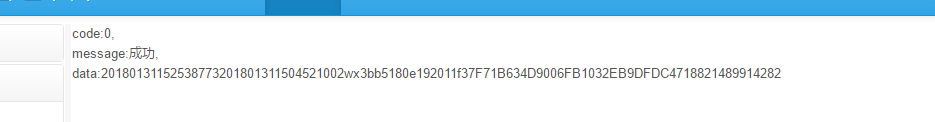 code:0,
message:成功,
data:20180131152538773201801311504521002wx3bb5180e192011f37F71B634D9006FB1032EB9DFDC4718821489914282